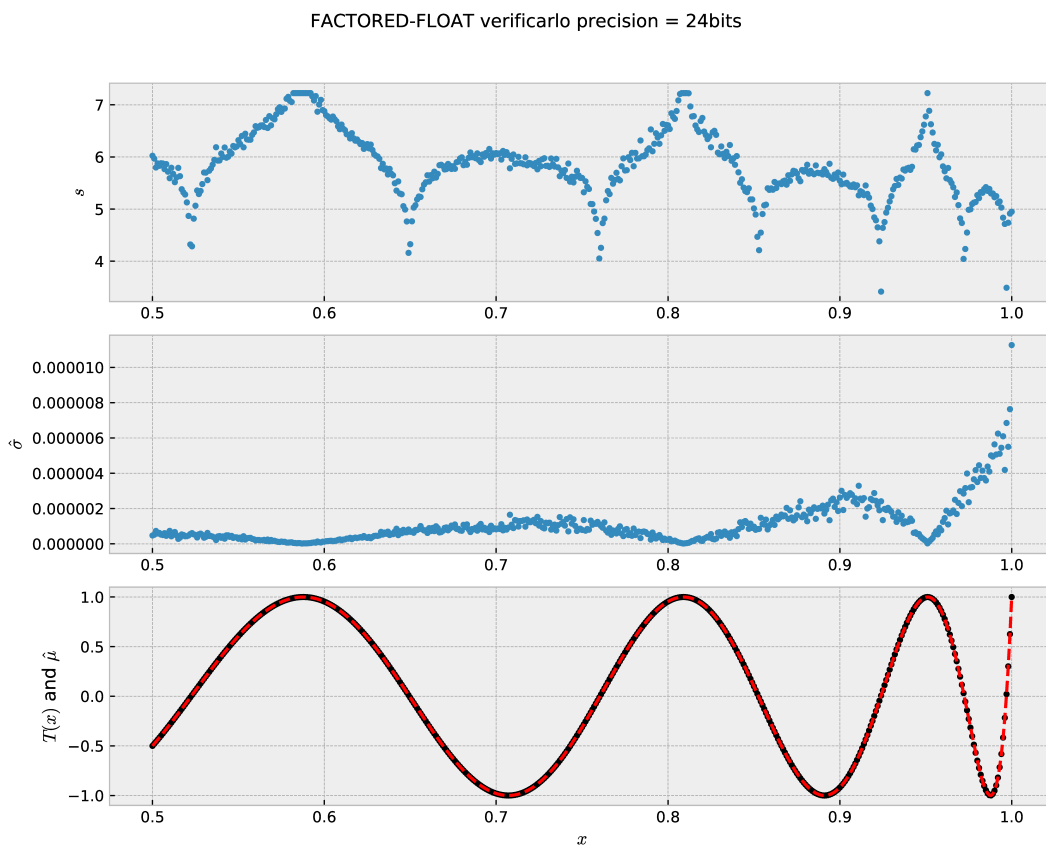 FACTORED-FLOAT verificarlo precision = 24bits
7
6
5
4
s
0.5 0.6 0.7 0.8 0.9 1.0
0.000010
0.000008
0.000006
0.000004
0.000002
0.000000
σ̂
0.5 0.6 0.7 0.8 0.9 1.0
1.0
0.5
0.0
−0.5
−1.0
T(x) and μ̂
0.5 0.6 0.7 0.8 0.9 1.0
x